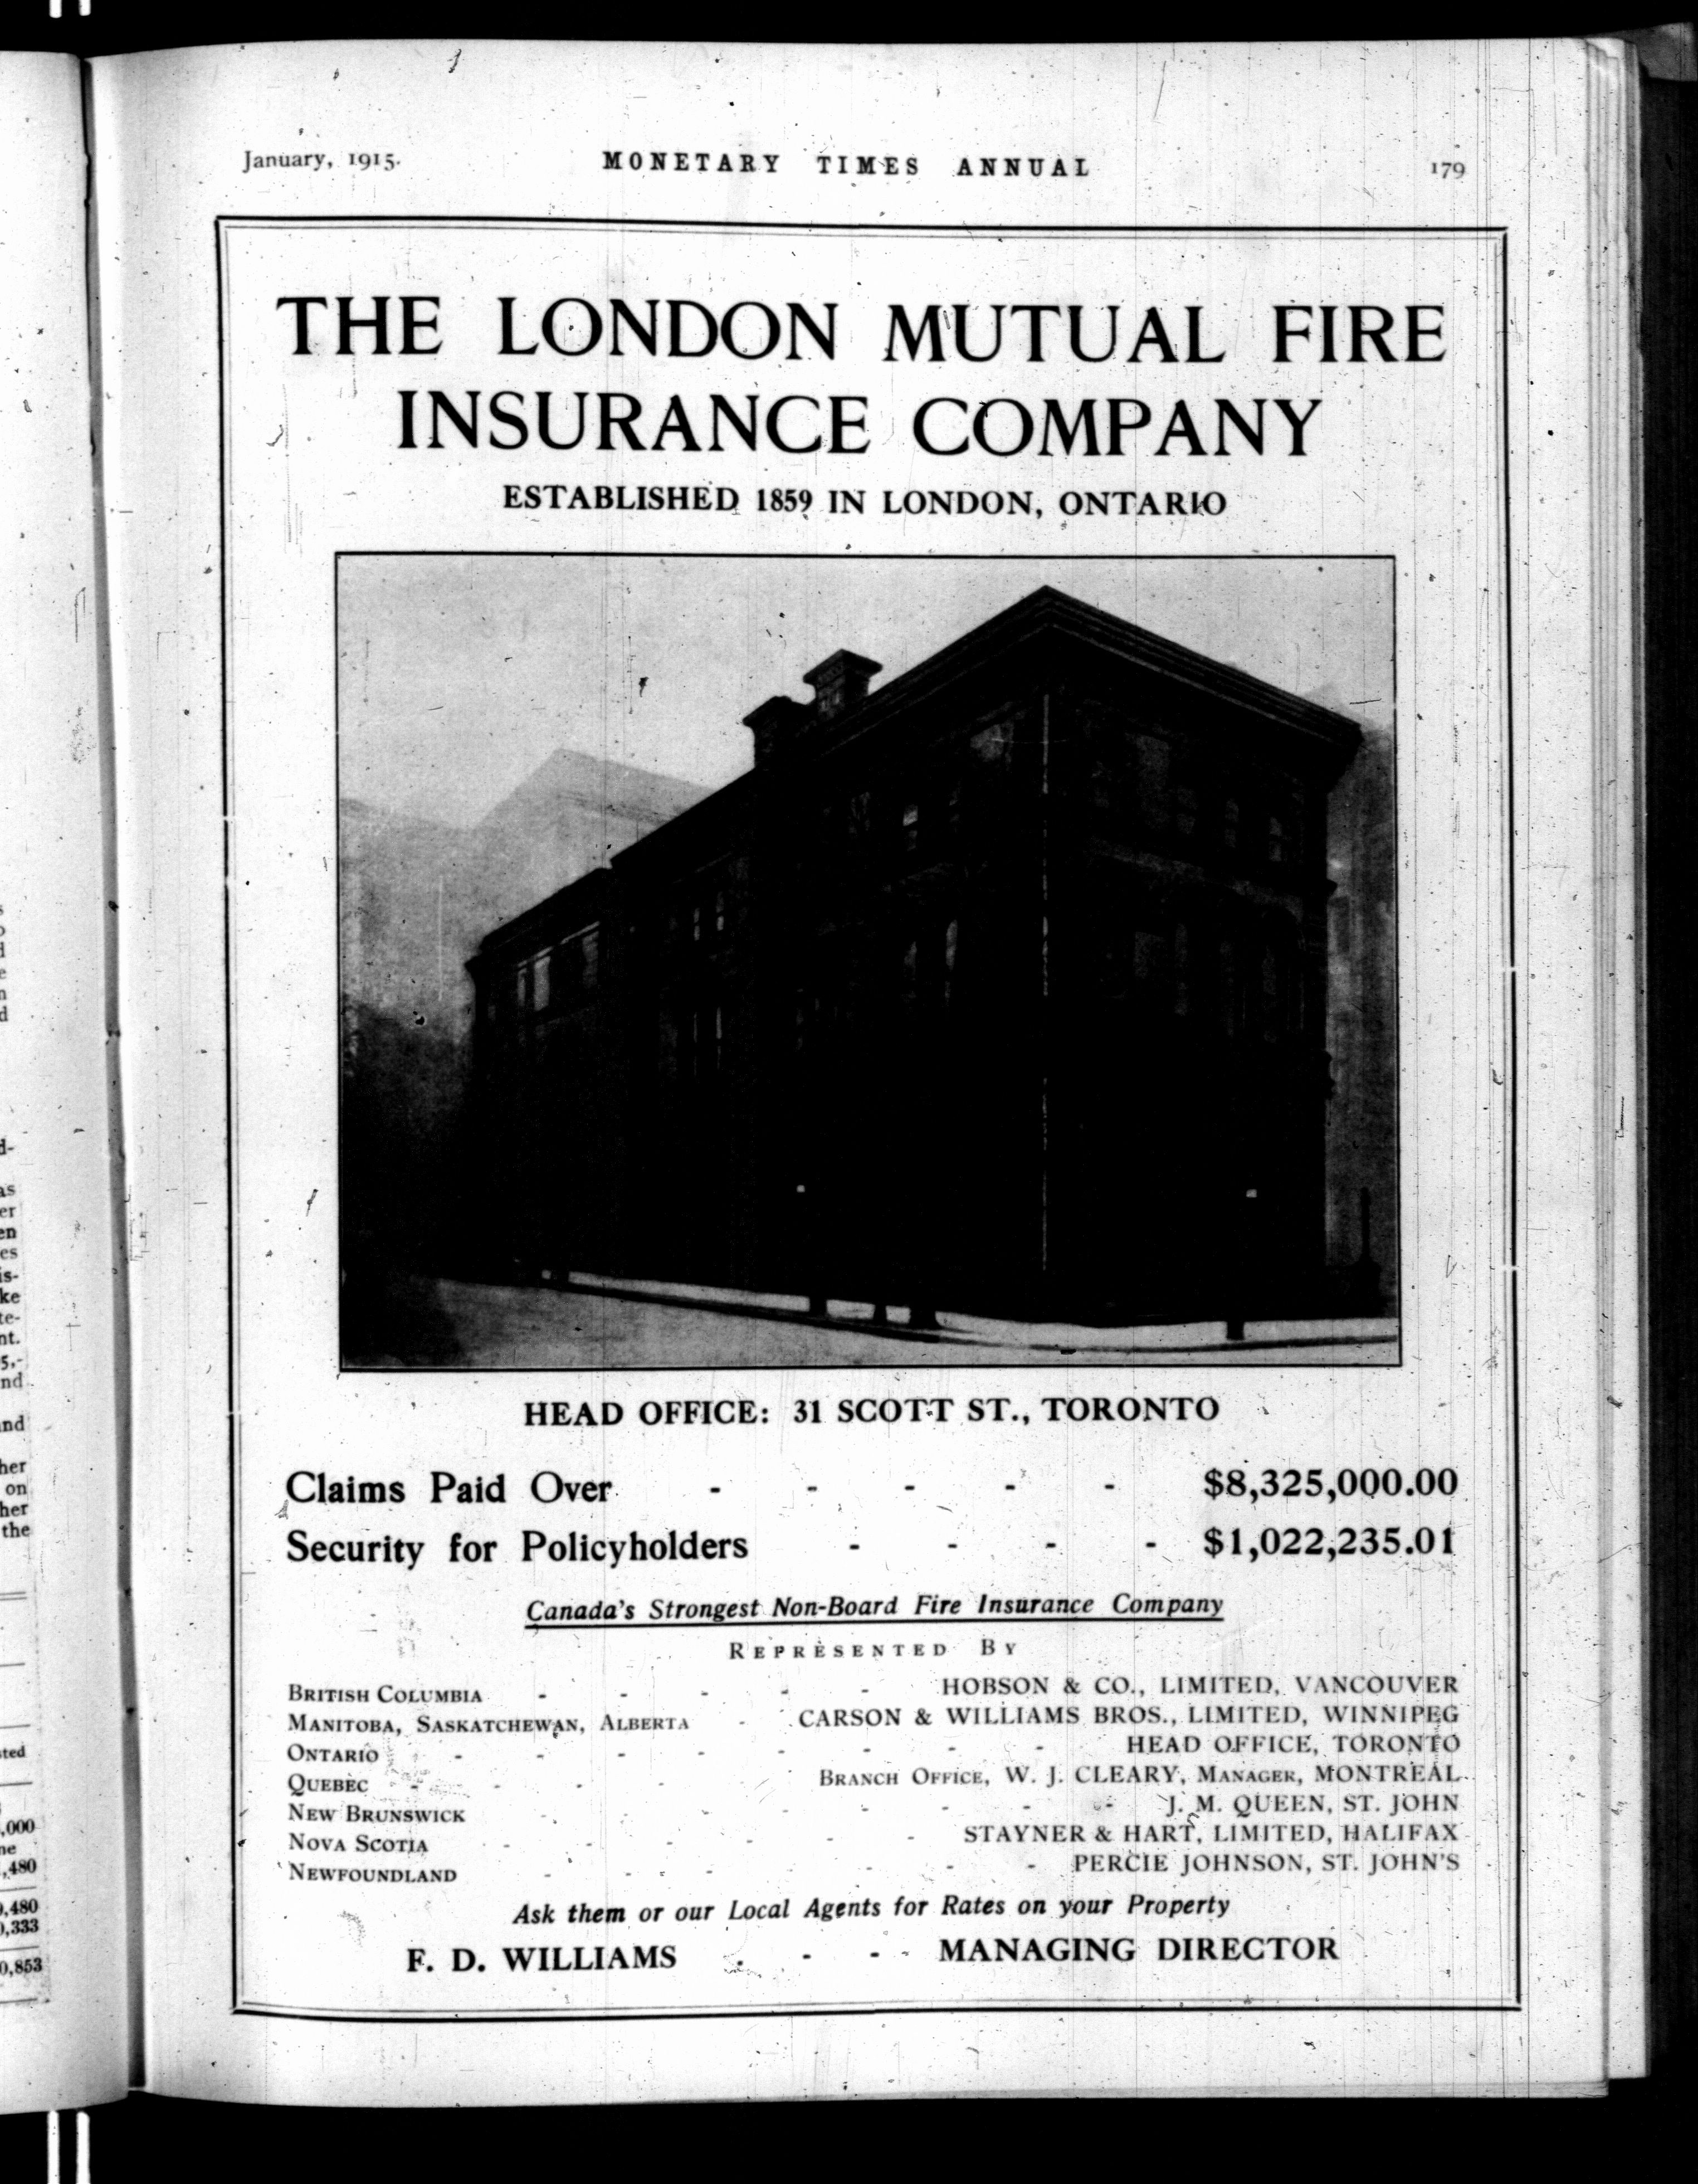 January, 1915.
MONETARY TIMES ANNUAL
179
THE LONDON MUTUAL FIRE
INSURANCE COMPANY
ESTABLISHED 1859 IN LONDON, ONTARIO
HEAD OFFICE: 31 SCOTT ST., TORONTO
Claims Paid Over - - - - - $8,325,000.00
Security for Policyholders - - - - $1,022,235.01
Canada's Strongest Non-Board Fire Insurance Company
REPRESENTED BY
BRITISH COLUMBIA - - - - - HOBSON & CO., LIMITED, VANCOUVER
MANITOBA, SASKATCHEWAN, ALBERTA - CARSON & WILLIAMS BROS., LIMITED, WINNIPEG
ONTARIO - - - - - - - - HEAD OFFICE, TORONTO
QUEBEC - - - - BRANCH OFFICE, W. J. CLEARY, MANAGER, MONTREAL
NEW BRUNSWICK - - - - - - - - J. M. QUEEN, ST. JOHN
NOVA SCOTIA - - - - - - STAYNER & HART, LIMITED, HALIFAX
NEWFOUNDLAND - - - - - - - PERCIE JOHNSON, ST. JOHN'S
Ask them or our Local Agents for Rates on your Property
F. D. WILLIAMS - - - MANAGING DIRECTOR